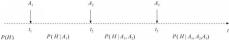 A₁ A₂ A₃
t₁ t₂ t₃ t
P(H) P(H|A₁) P(H|A₁,A₂) P(H|A₁,A₂,A₃)